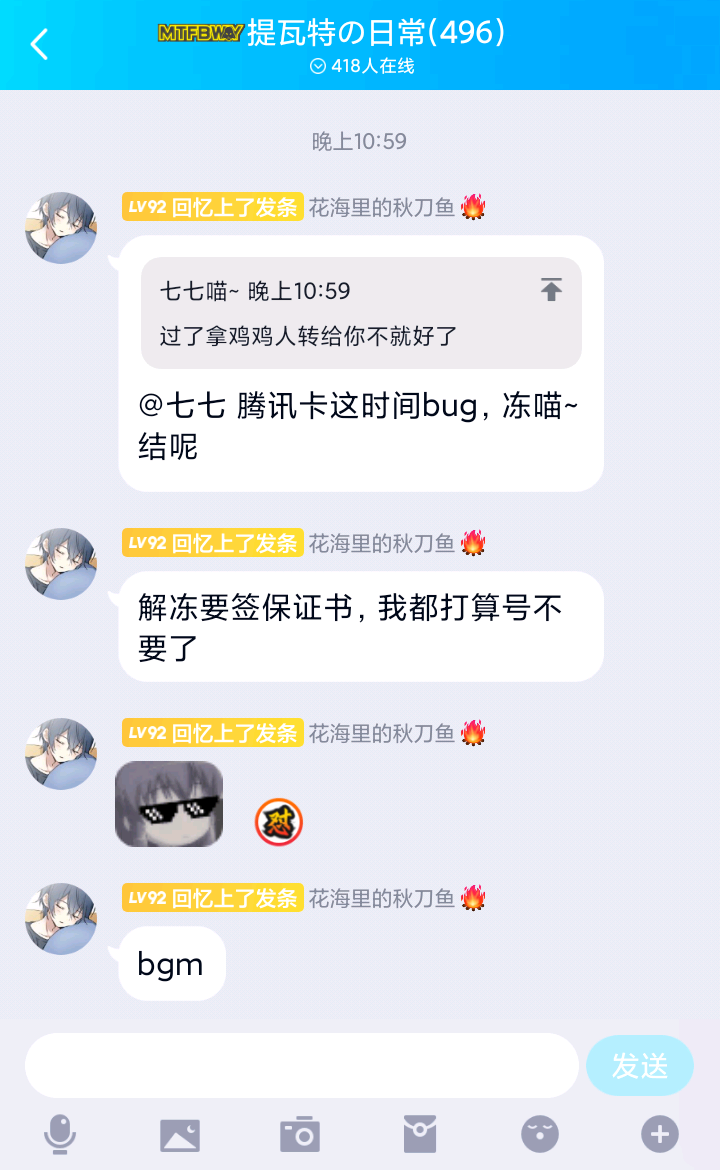 MTFBWY提瓦特の日常(496)
418人在线
晚上10:59
LV92 回忆上了发条 花海里的秋刀鱼
七七喵~ 晚上10:59
过了拿鸡鸡人转给你不就好了
@七七 腾讯卡这时间bug，冻喵~
结呢
LV92 回忆上了发条 花海里的秋刀鱼
解冻要签保证书，我都打算号不
要了
LV92 回忆上了发条 花海里的秋刀鱼
怼
LV92 回忆上了发条 花海里的秋刀鱼
bgm
发送